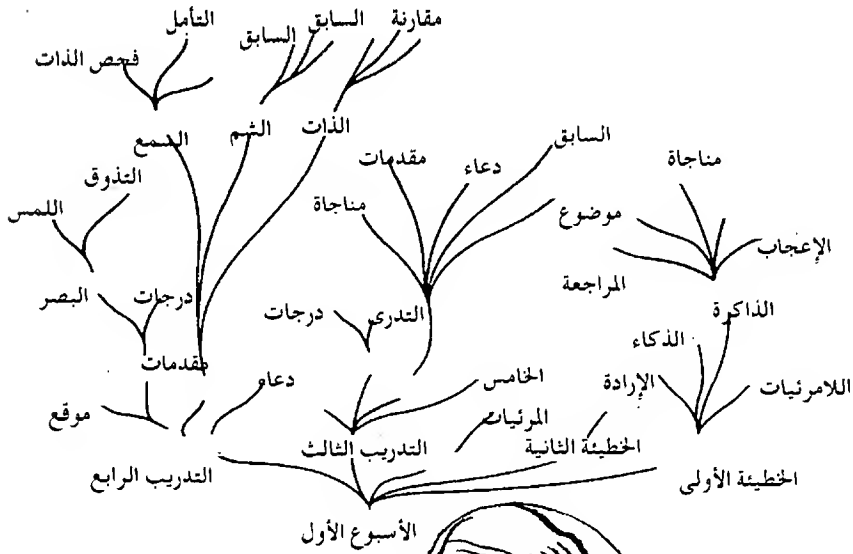 مقارنة
السابق
السابق
التأمل
فحص الذات
الذات
الشم
السمع
السابق
مناجاة
دعاء
مقدمات
التذوق
اللمس
موضوع
مناجاة
الإعجاب
المراجعة
الذاكرة
التدرى
درجات
درجات
البصر
الذكاء
مقدمات
اللامرئيات
الإرادة
الخامس
دعاء
موقع
المرئيات
الخطيئة الثانية
التدريب الثالث
الخطيئة الأولى
التدريب الرابع
الأسبوع الأول